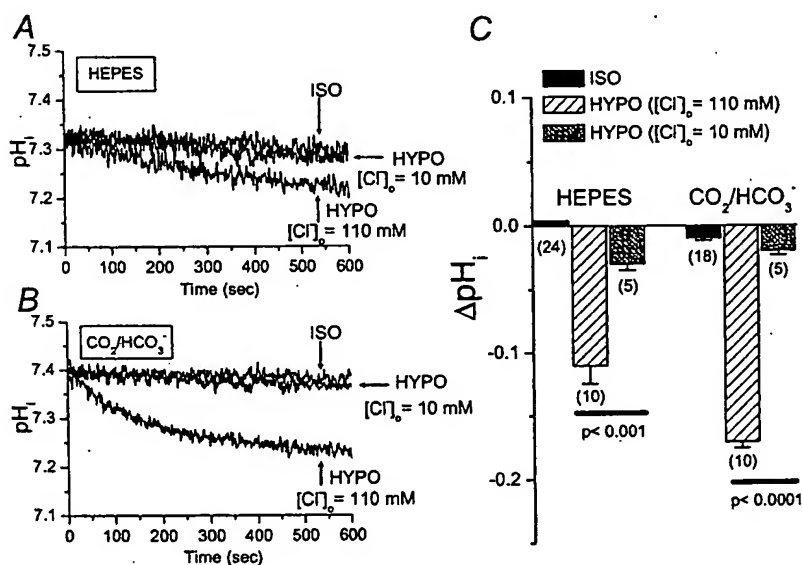 A
HEPES
7.5
7.4
7.3
7.2
7.1
pHi
ISO
HYPO
[Cl-]o = 10 mM
HYPO
[Cl-]o = 110 mM
0 100 200 300 400 500 600
Time (sec)
B
CO2/HCO3-
7.5
7.4
7.3
7.2
7.1
pHi
ISO
HYPO
[Cl-]o = 10 mM
HYPO
[Cl-]o = 110 mM
0 100 200 300 400 500 600
Time (sec)
C
ISO
HYPO ([Cl-]o = 110 mM)
HYPO ([Cl-]o = 10 mM)
0.1
0.0
-0.1
-0.2
ΔpHi
HEPES CO2/HCO3-
(24) (5) (18) (5)
(10)
p< 0.001
(10)
p< 0.0001